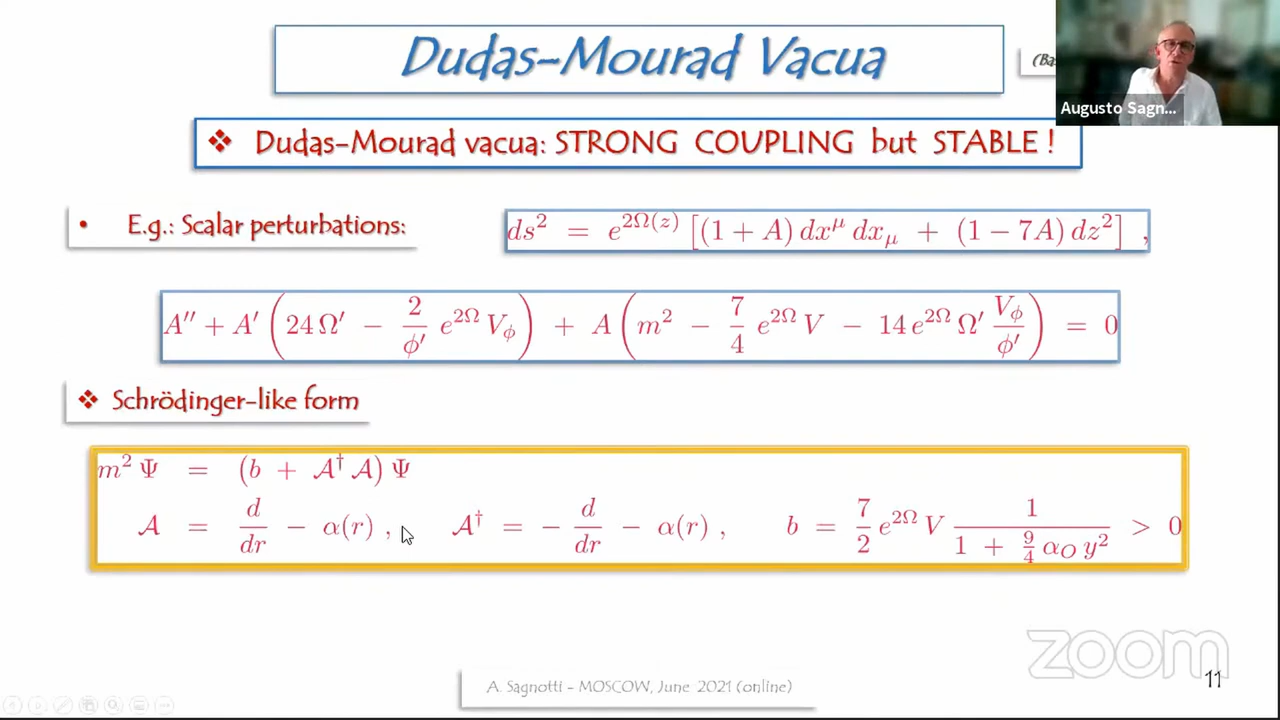 Dudas-Mourad Vacua
(Ba
Augusto Sagn...
❖ Dudas-Mourad vacua: STRONG COUPLING but STABLE !
• E.g.: Scalar perturbations: ds² = e^{2Ω(z)} [(1 + A) dx^μ dx_μ + (1 − 7A) dz²] ,
A′′ + A′ (24 Ω′ − 2/φ′ e^{2Ω} V_φ) + A (m² − 7/4 e^{2Ω} V − 14 e^{2Ω} Ω′ V_φ/φ′) = 0
❖ Schrödinger-like form
m² Ψ = (b + 𝒜† 𝒜) Ψ
𝒜 = d/dr − α(r) , 𝒜† = − d/dr − α(r) , b = 7/2 e^{2Ω} V 1/(1 + 9/4 α_O y²) > 0
zoom
A. Sagnotti - MOSCOW, June 2021 (online)
11